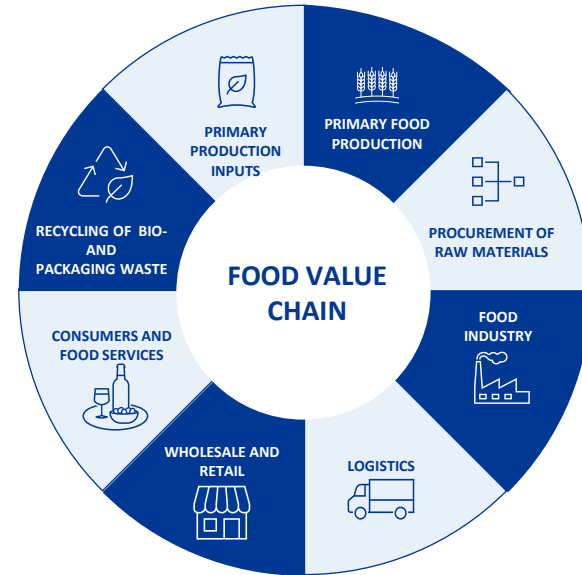 PRIMARY FOOD
PRODUCTION
PROCUREMENT OF
RAW MATERIALS
FOOD
INDUSTRY
LOGISTICS
WHOLESALE AND
RETAIL
CONSUMERS AND
FOOD SERVICES
RECYCLING OF BIO-
AND
PACKAGING WASTE
PRIMARY
PRODUCTION
INPUTS
FOOD VALUE
CHAIN